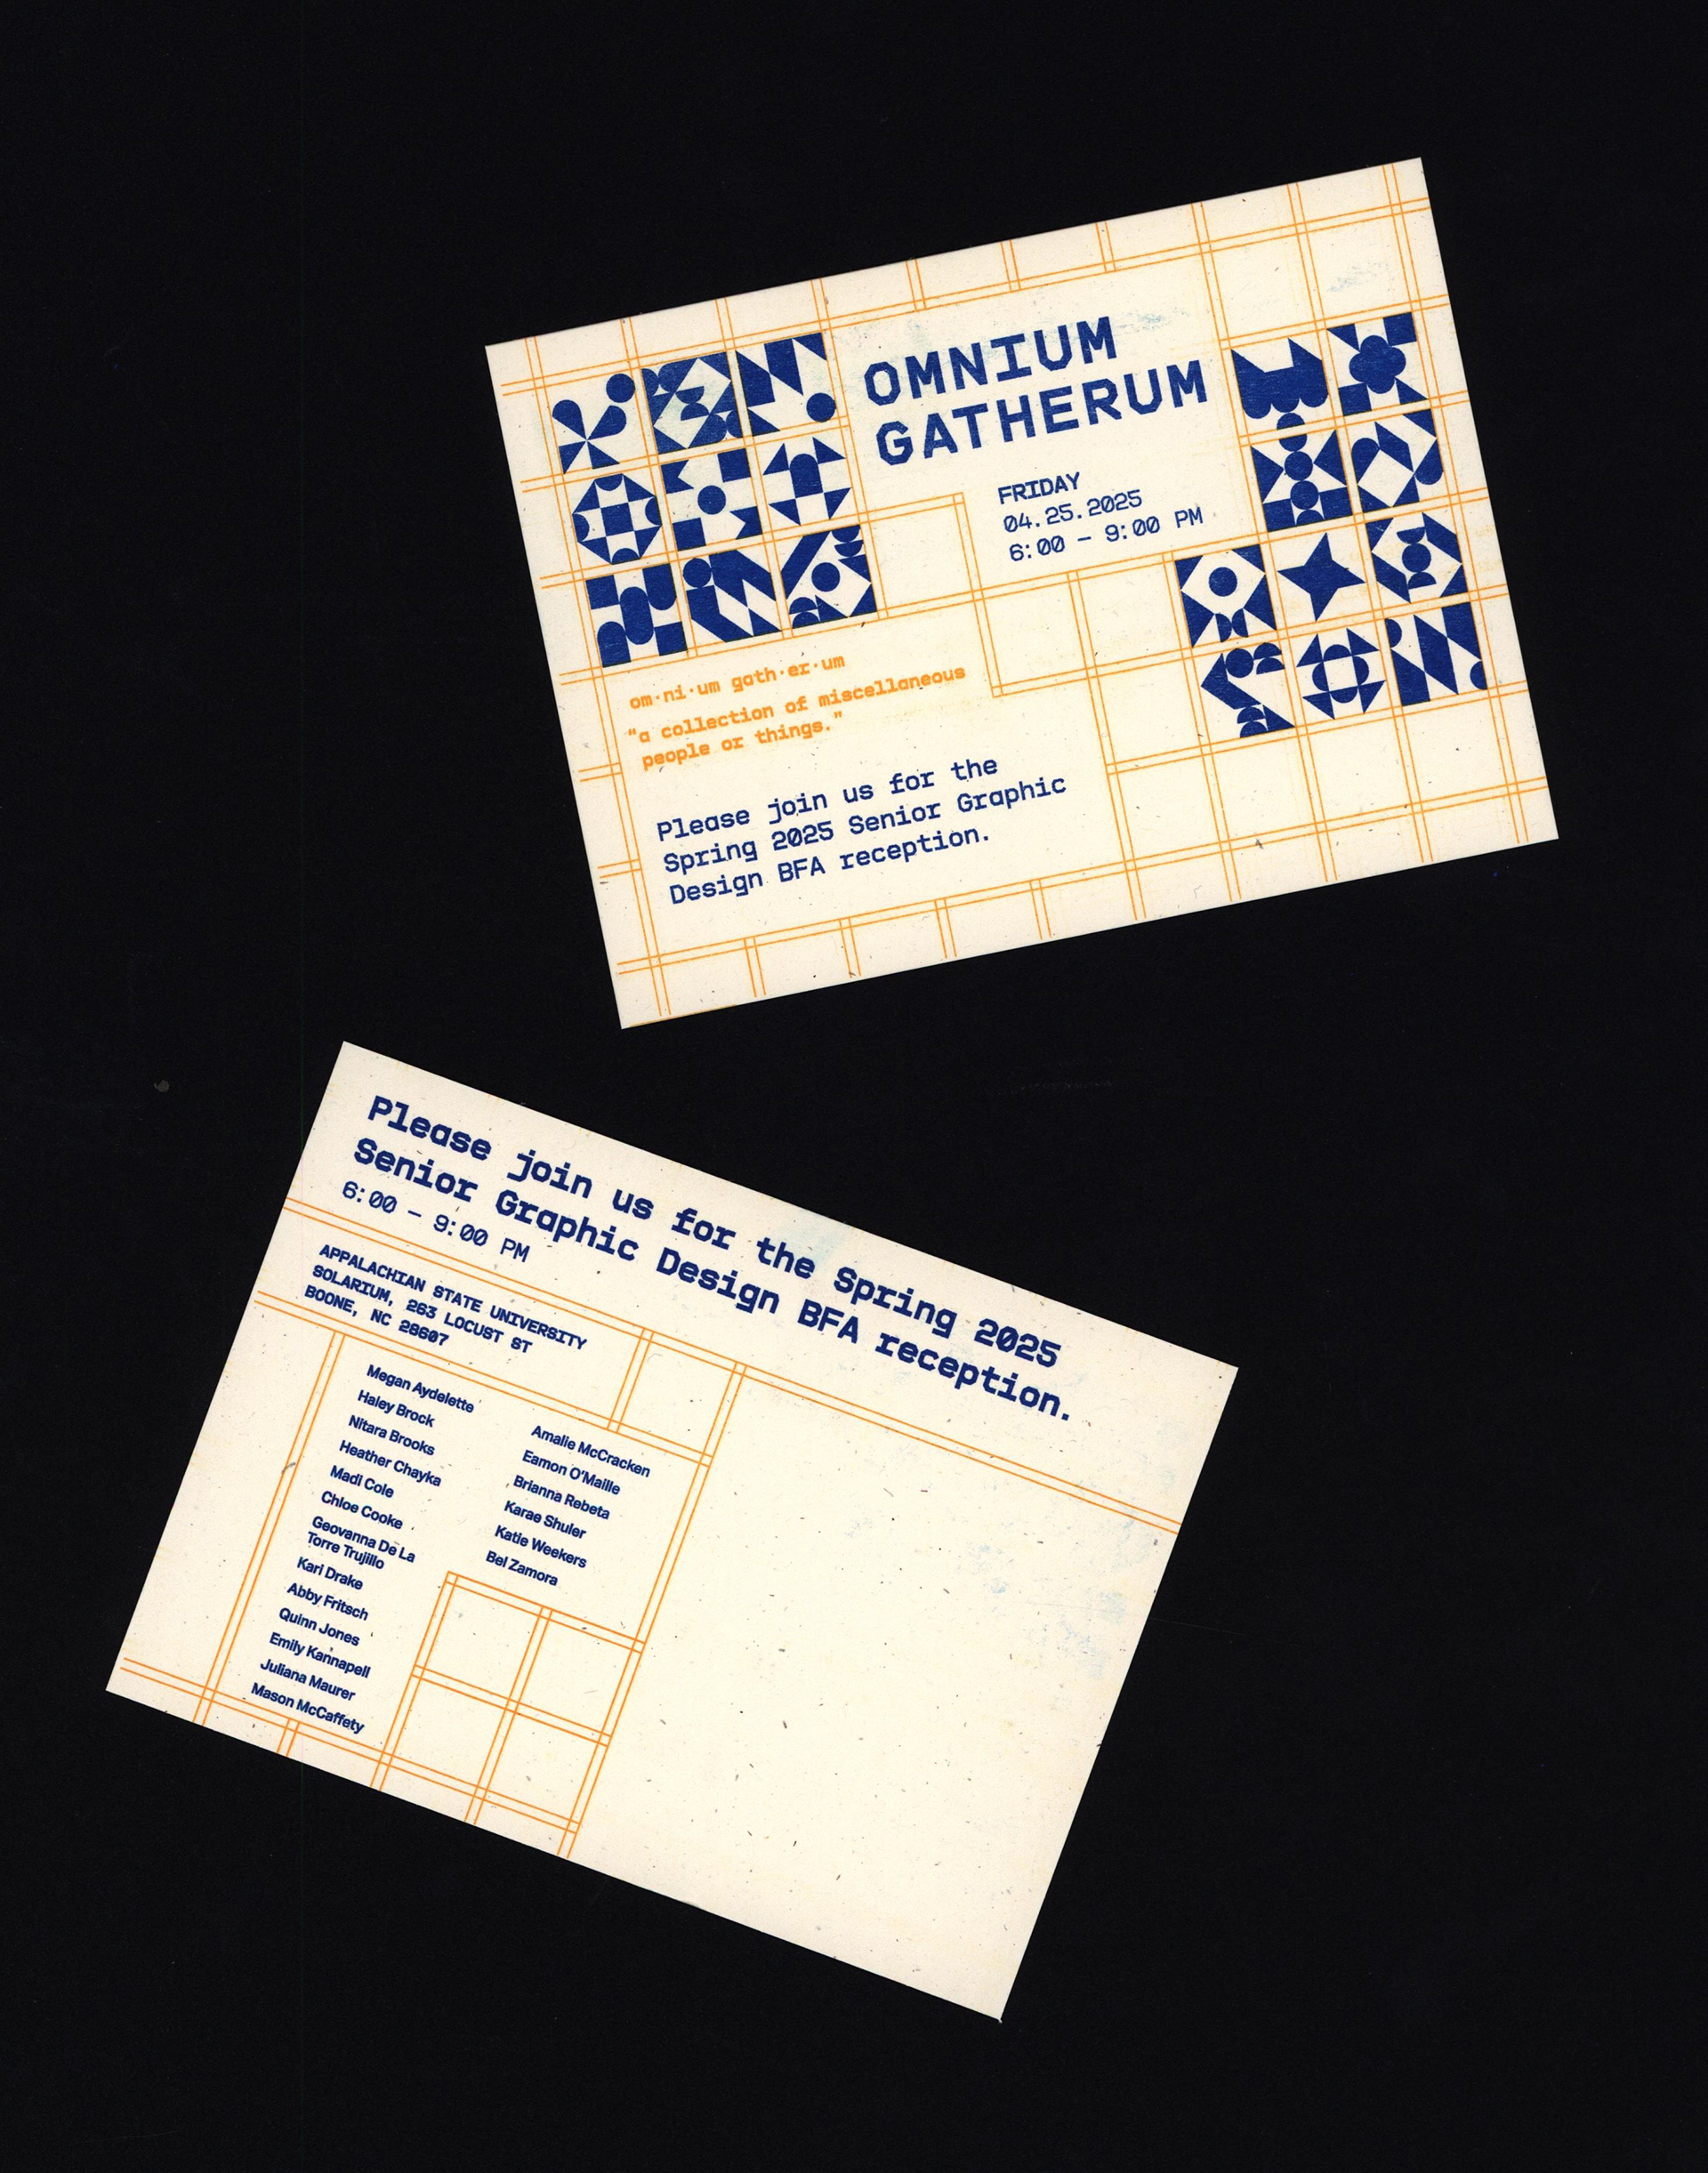 OMNIUM
GATHERUM
FRIDAY
04.25.2025
6:00 – 9:00 PM
om·ni·um gath·er·um
"a collection of miscellaneous
people or things."
Please join us for the
Spring 2025 Senior Graphic
Design BFA reception.
Please join us for the Spring 2025
Senior Graphic Design BFA reception.
6:00 – 9:00 PM
APPALACHIAN STATE UNIVERSITY
SOLARIUM, 263 LOCUST ST
BOONE, NC 28607
Megan Aydelette
Haley Brock
Nitara Brooks
Heather Chayka
Madi Cole
Chloe Cooke
Geovanna De La
Torre Trujillo
Kari Drake
Abby Fritsch
Quinn Jones
Emily Kannapell
Juliana Maurer
Mason McCaffety
Amalie McCracken
Eamon O'Maille
Brianna Rebeta
Karae Shuler
Katie Weekers
Bel Zamora